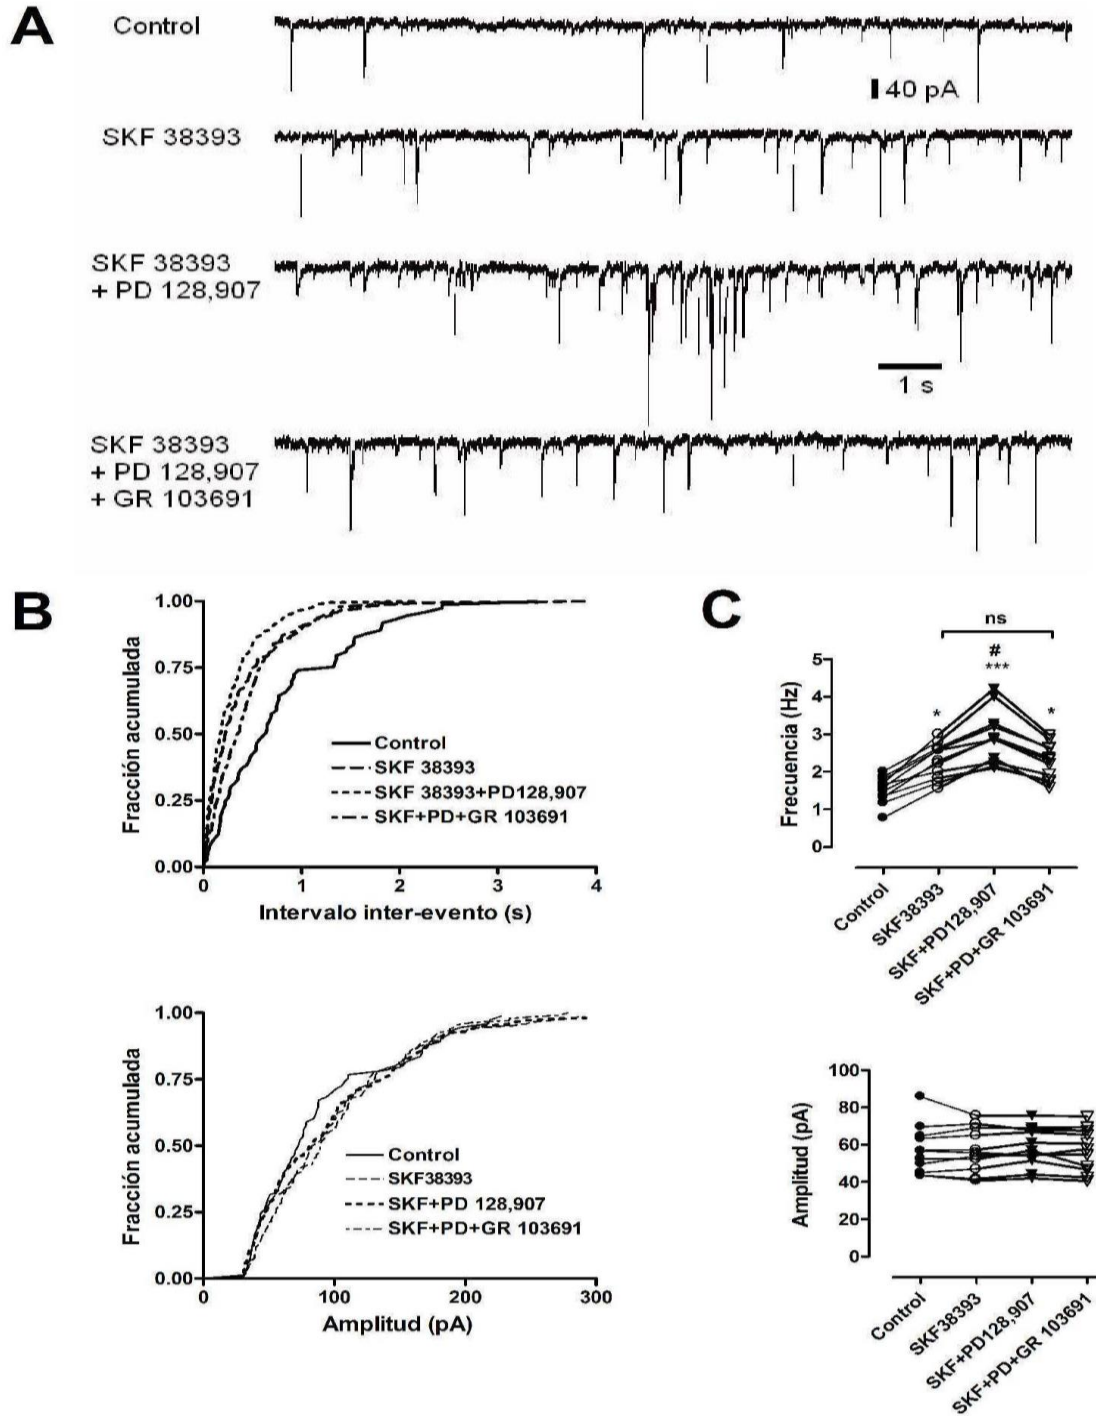 A
Control
40 pA
SKF 38393
SKF 38393
+ PD 128,907
1 s
SKF 38393
+ PD 128,907
+ GR 103691
B
Fracción acumulada
1.00
0.75
0.50
0.25
0.00
Control
SKF 38393
SKF 38393+PD128,907
SKF+PD+GR 103691
0
1
2
3
4
Intervalo inter-evento (s)
C
ns
#
***
*
*
Frecuencia (Hz)
5
4
3
2
1
0
Control
SKF38393
SKF+PD128,907
SKF+PD+GR 103691
Fracción acumulada
1.00
0.75
0.50
0.25
0.00
Control
SKF38393
SKF+PD 128,907
SKF+PD+GR 103691
0
100
200
300
Amplitud (pA)
Amplitud (pA)
100
80
60
40
20
0
Control
SKF38393
SKF+PD128,907
SKF+PD+GR 103691